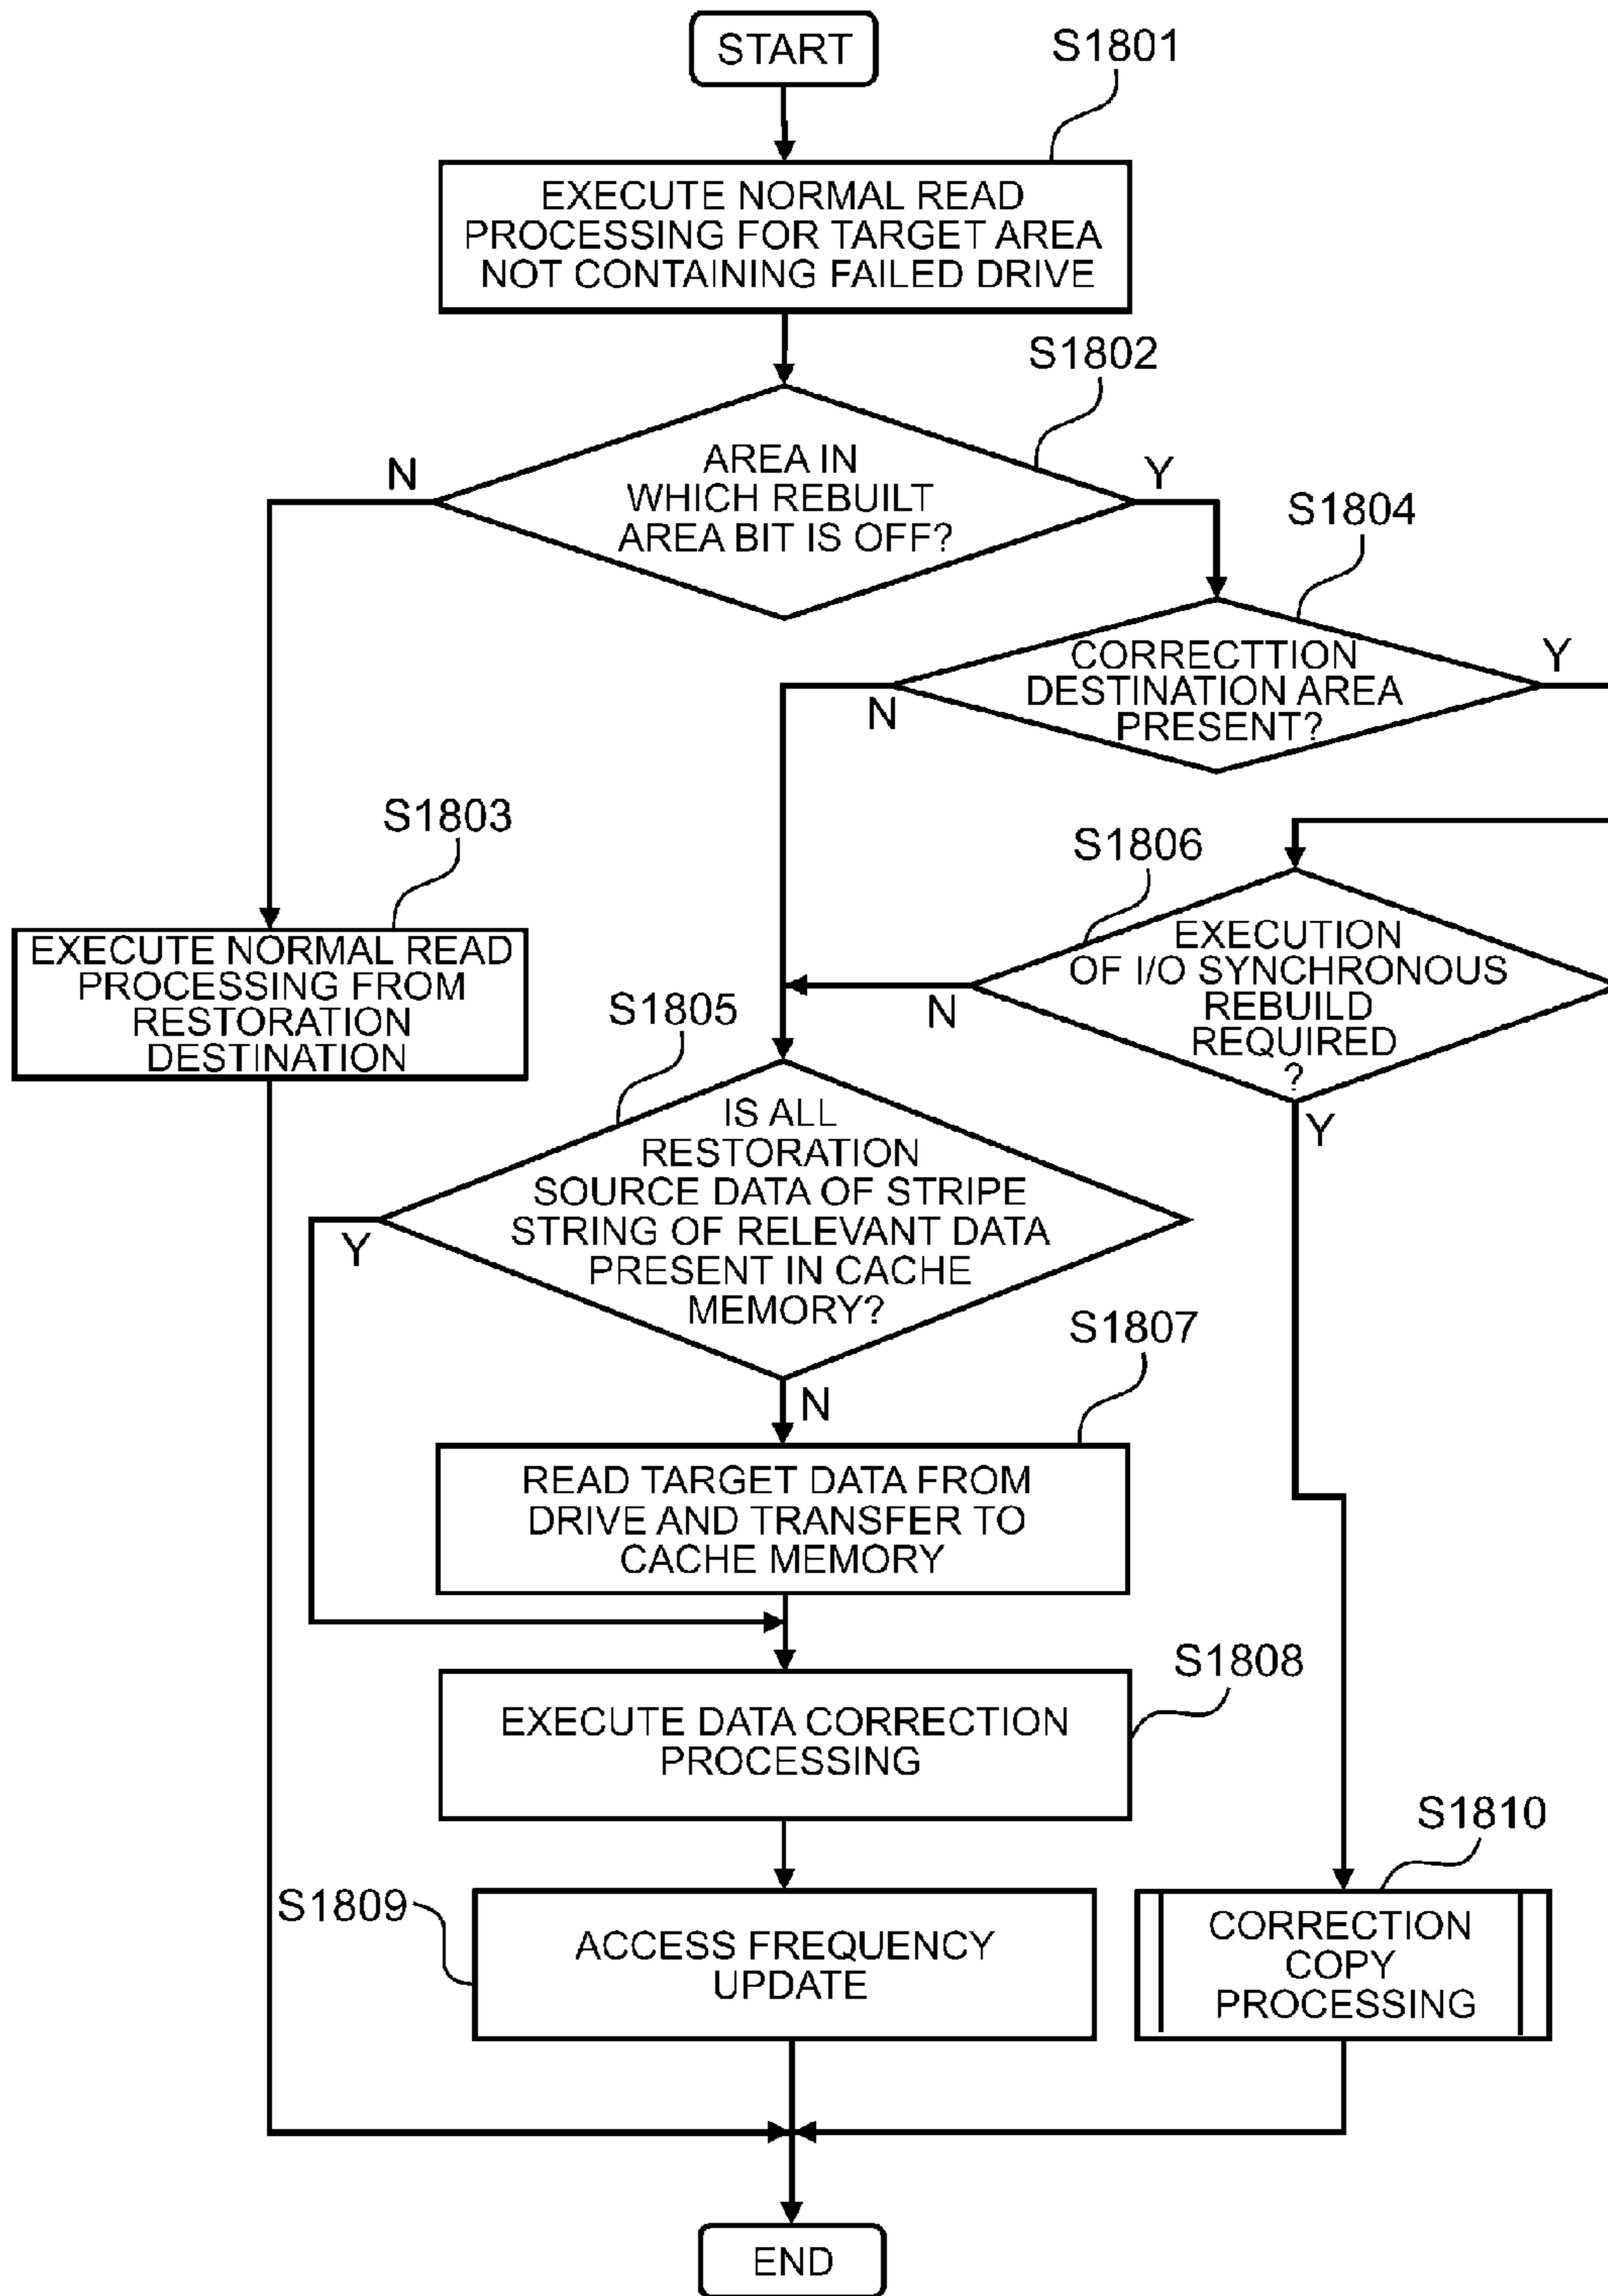 START
S1801
EXECUTE NORMAL READ
PROCESSING FOR TARGET AREA
NOT CONTAINING FAILED DRIVE
S1802
AREA IN
WHICH REBUILT
AREA BIT IS OFF?
N
Y
S1804
CORRECTTION
DESTINATION AREA
PRESENT?
N
Y
S1803
EXECUTE NORMAL READ
PROCESSING FROM
RESTORATION
DESTINATION
S1806
EXECUTION
OF I/O SYNCHRONOUS
REBUILD
REQUIRED
?
N
Y
S1805
IS ALL
RESTORATION
SOURCE DATA OF STRIPE
STRING OF RELEVANT DATA
PRESENT IN CACHE
MEMORY?
Y
N
S1807
READ TARGET DATA FROM
DRIVE AND TRANSFER TO
CACHE MEMORY
S1808
EXECUTE DATA CORRECTION
PROCESSING
S1809
ACCESS FREQUENCY
UPDATE
S1810
CORRECTION
COPY
PROCESSING
END